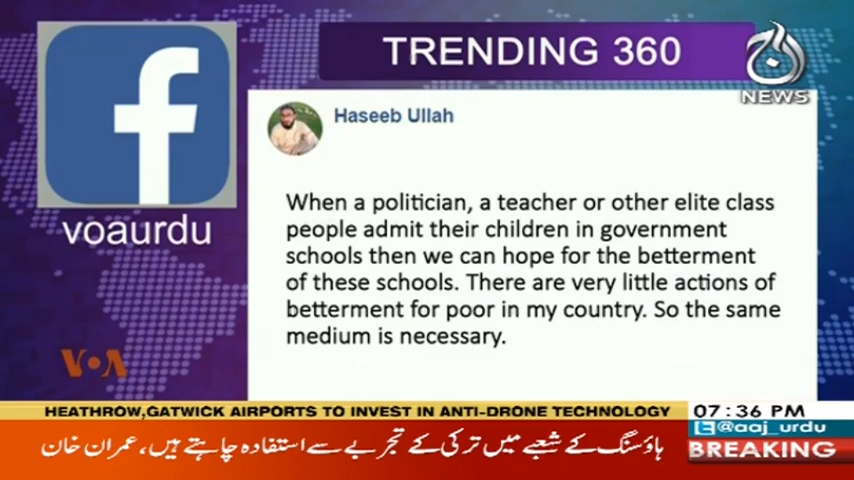 TRENDING 360
NEWS
Haseeb Ullah
voaurdu
When a politician, a teacher or other elite class
people admit their children in government
schools then we can hope for the betterment
of these schools. There are very little actions of
betterment for poor in my country. So the same
medium is necessary.
VOA
HEATHROW,GATWICK AIRPORTS TO INVEST IN ANTI-DRONE TECHNOLOGY
07:36 PM
@aaj_urdu
ہاؤسنگ کے شعبے میں ترکی کے تجربے سے استفادہ چاہتے ہیں، عمران خان
BREAKING